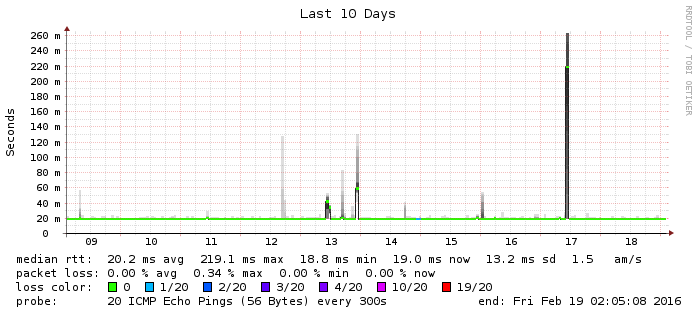 Last 10 Days
RRDTOOL / TOBI OETIKER
Seconds
260 m
240 m
220 m
200 m
180 m
160 m
140 m
120 m
100 m
80 m
60 m
40 m
20 m
0
09 10 11 12 13 14 15 16 17 18
median rtt: 20.2 ms avg 219.1 ms max 18.8 ms min 19.0 ms now 13.2 ms sd 1.5 am/s
packet loss: 0.00 % avg 0.34 % max 0.00 % min 0.00 % now
loss color: 0 1/20 2/20 3/20 4/20 10/20 19/20
probe: 20 ICMP Echo Pings (56 Bytes) every 300s end: Fri Feb 19 02:05:08 2016